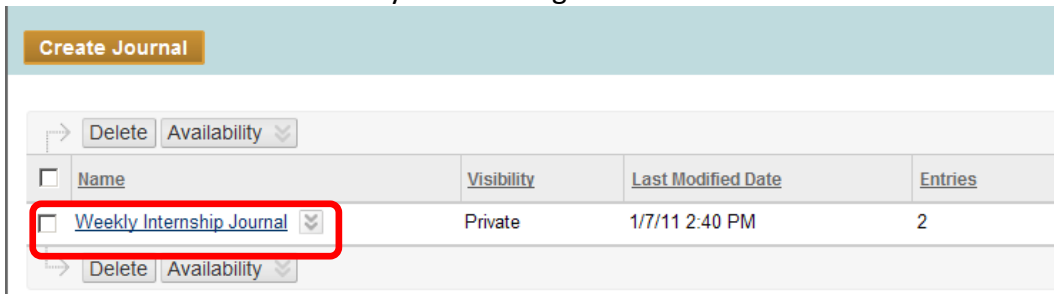 Create Journal
Delete Availability
Name Visibility Last Modified Date Entries
Weekly Internship Journal Private 1/7/11 2:40 PM 2
Delete Availability